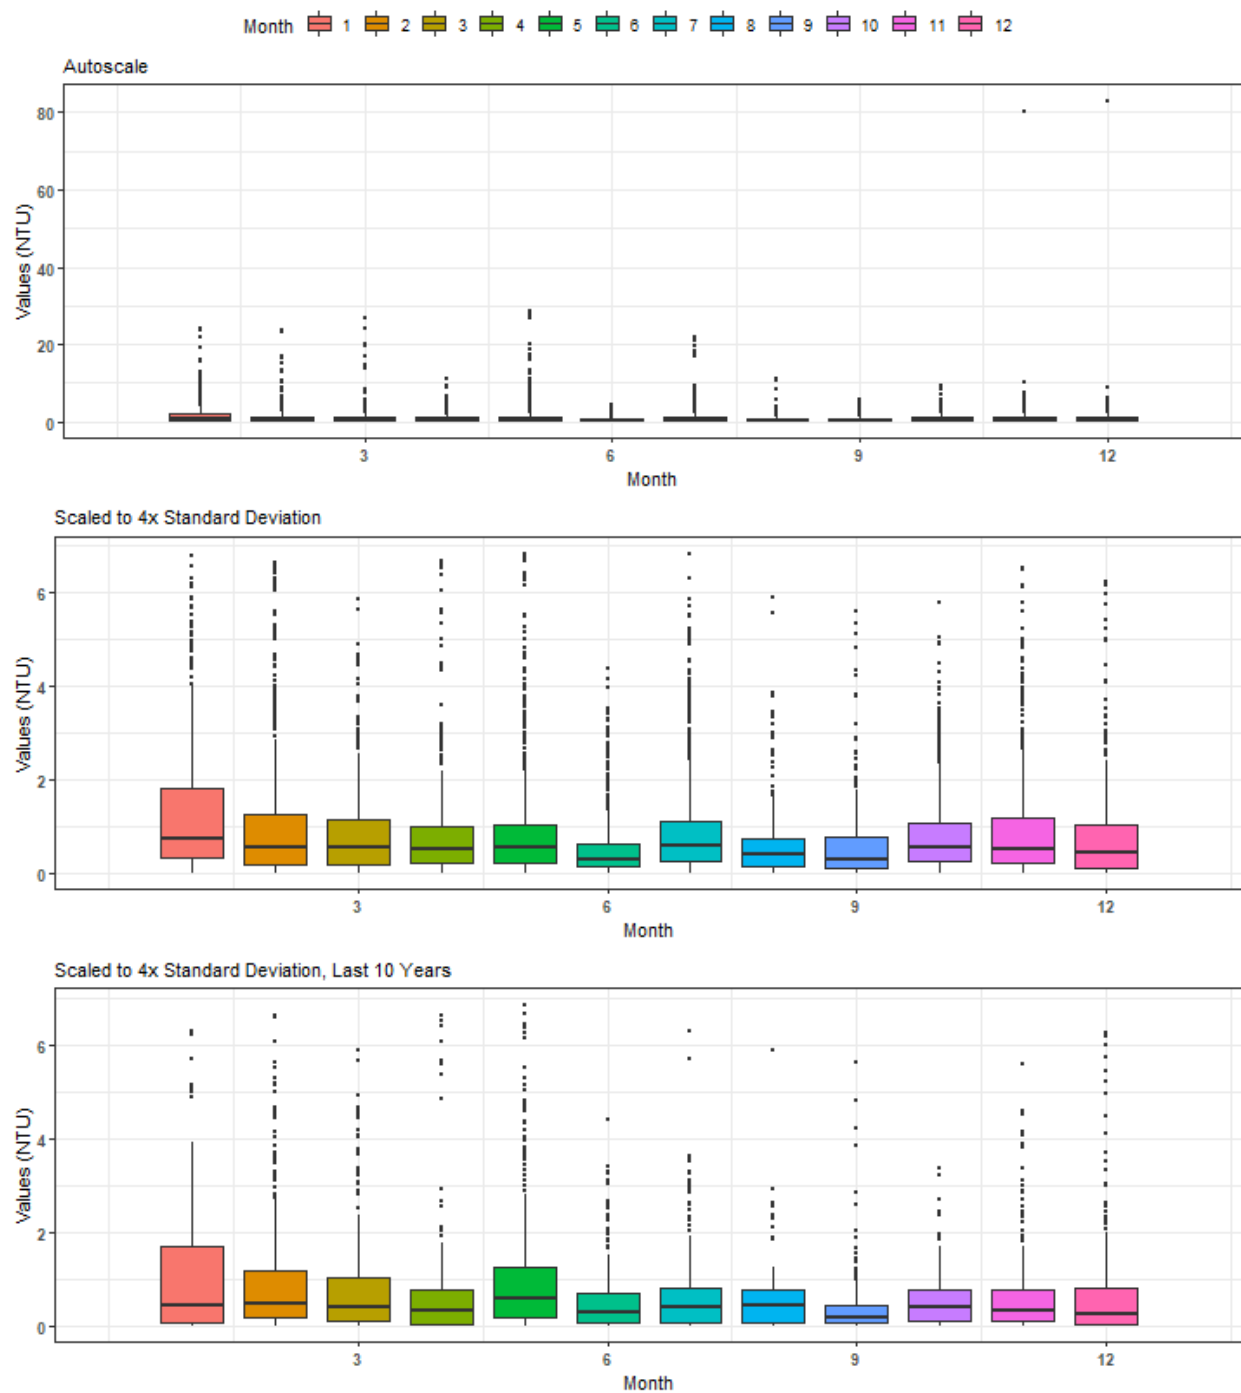 Month 1 2 3 4 5 6 7 8 9 10 11 12
Autoscale
80
60
40
20
0
Values (NTU)
3 6 9 12
Month
Scaled to 4x Standard Deviation
6
4
2
0
Values (NTU)
3 6 9 12
Month
Scaled to 4x Standard Deviation, Last 10 Years
6
4
2
0
Values (NTU)
3 6 9 12
Month